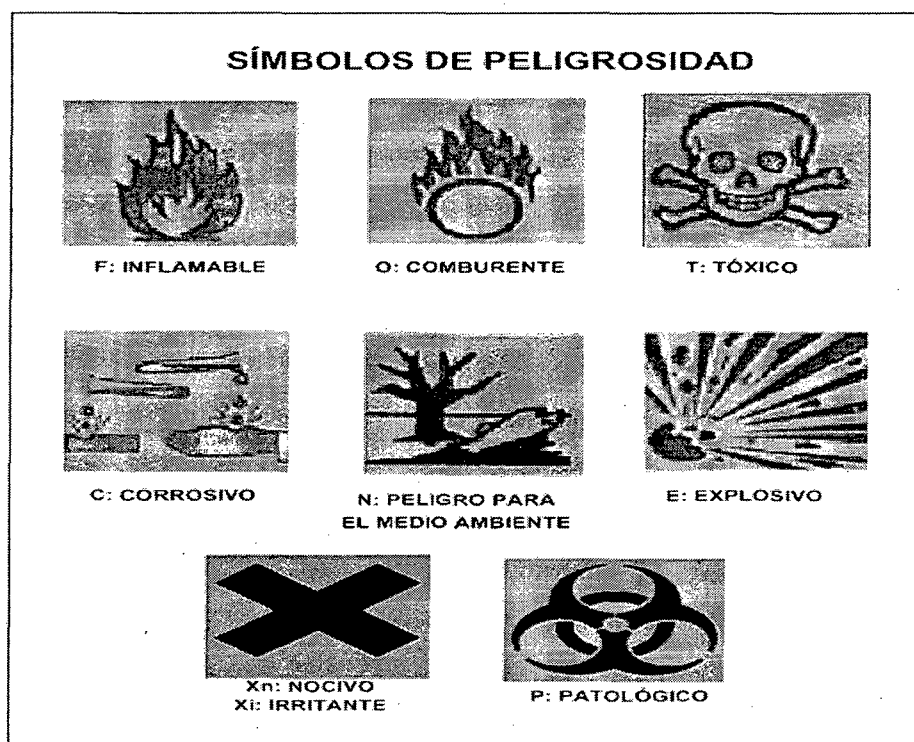 SÍMBOLOS DE PELIGROSIDAD
F: INFLAMABLE
O: COMBURENTE
T: TÓXICO
C: CORROSIVO
N: PELIGRO PARA
EL MEDIO AMBIENTE
E: EXPLOSIVO
Xn: NOCIVO
Xi: IRRITANTE
P: PATOLÓGICO